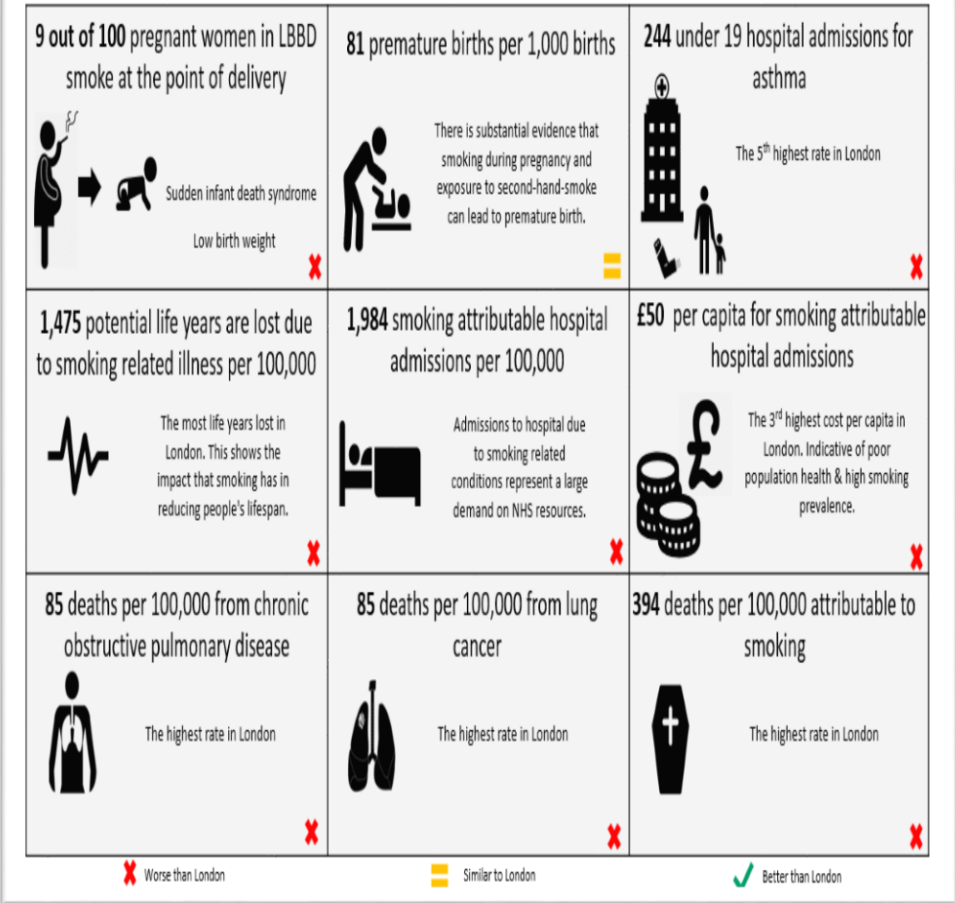 9 out of 100 pregnant women in LBBD
smoke at the point of delivery
Sudden infant death syndrome
Low birth weight
81 premature births per 1,000 births
There is substantial evidence that
smoking during pregnancy and
exposure to second-hand-smoke
can lead to premature birth.
244 under 19 hospital admissions for
asthma
The 5th highest rate in London
1,475 potential life years are lost due
to smoking related illness per 100,000
The most life years lost in
London. This shows the
impact that smoking has in
reducing people's lifespan.
1,984 smoking attributable hospital
admissions per 100,000
Admissions to hospital due
to smoking related
conditions represent a large
demand on NHS resources.
£50 per capita for smoking attributable
hospital admissions
£
The 3rd highest cost per capita in
London. Indicative of poor
population health & high smoking
prevalence.
85 deaths per 100,000 from chronic
obstructive pulmonary disease
The highest rate in London
85 deaths per 100,000 from lung
cancer
The highest rate in London
394 deaths per 100,000 attributable to
smoking
The highest rate in London
Worse than London
Similar to London
Better than London